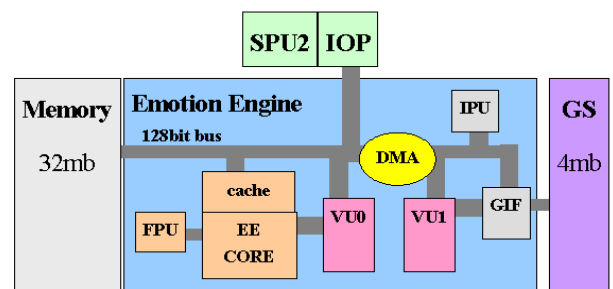 SPU2 IOP
Memory
32mb
Emotion Engine
128bit bus
DMA
IPU
GS
4mb
cache
FPU
EE
CORE
VU0
VU1
GIF